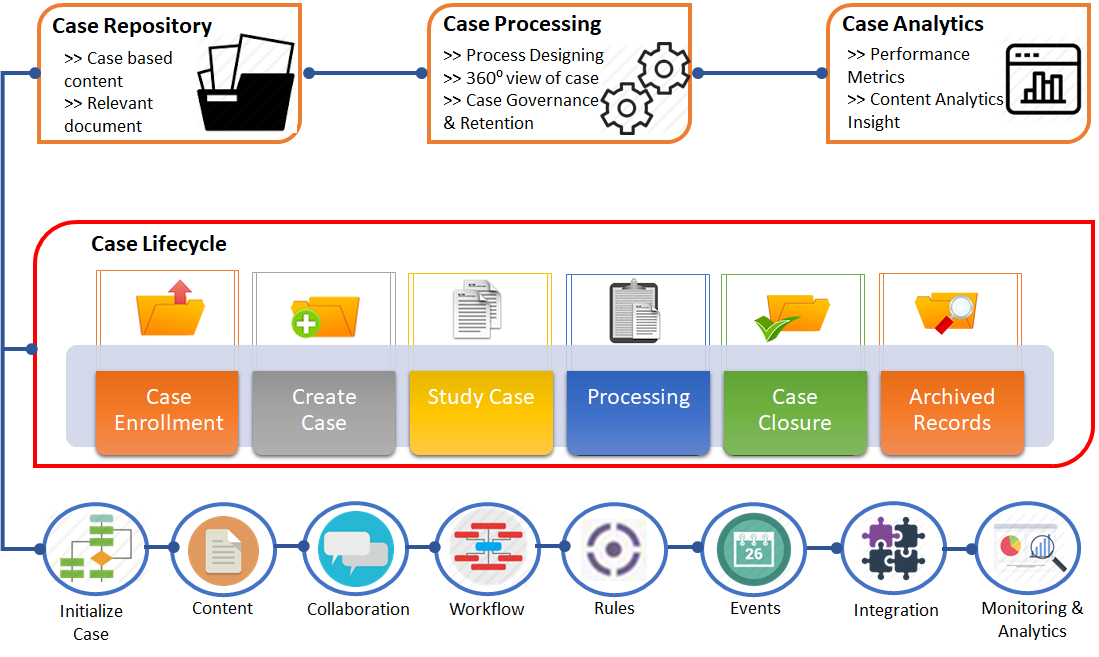 Case Repository
>> Case based
content
>> Relevant
document
Case Processing
>> Process Designing
>> 360⁰ view of case
>> Case Governance
& Retention
Case Analytics
>> Performance
Metrics
>> Content Analytics
Insight
Case Lifecycle
Case
Enrollment
Create
Case
Study Case
Processing
Case
Closure
Archived
Records
26
Initialize
Case
Content
Collaboration
Workflow
Rules
Events
Integration
Monitoring &
Analytics